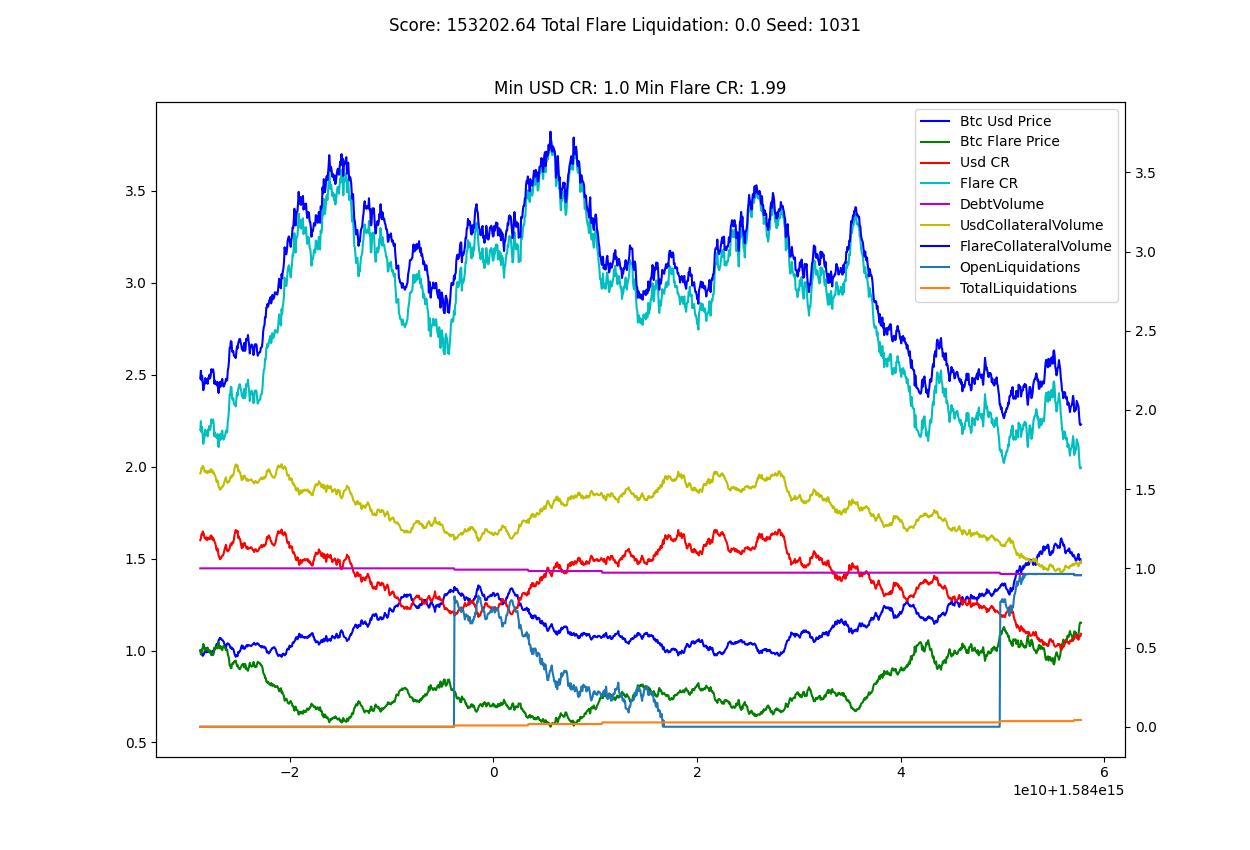 Score: 153202.64 Total Flare Liquidation: 0.0 Seed: 1031
Min USD CR: 1.0 Min Flare CR: 1.99
Btc Usd Price
Btc Flare Price
Usd CR
Flare CR
DebtVolume
UsdCollateralVolume
FlareCollateralVolume
OpenLiquidations
TotalLiquidations
3.5
3.0
2.5
2.0
1.5
1.0
0.5
3.5
3.0
2.5
2.0
1.5
1.0
0.5
0.0
−2 0 2 4 6
1e10+1.584e15